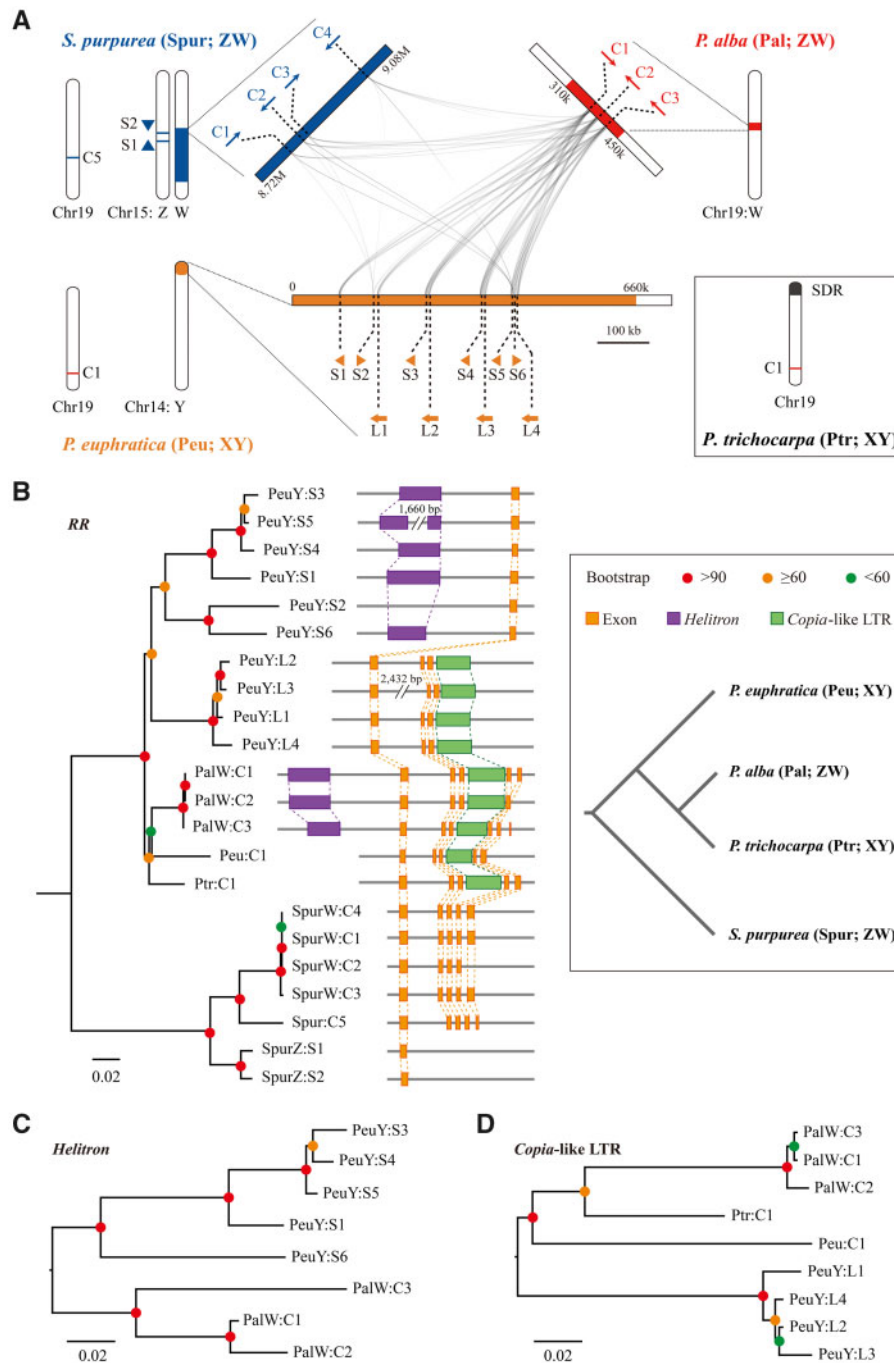 A
S. purpurea (Spur; ZW)
P. alba (Pal; ZW)
C4
9.08M
C3
C2
C1
8.72M
S2
S1
C5
Chr19
Chr15: Z W
C1
C2
C3
310k
450k
Chr19:W
0
660k
100 kb
S1 S2 S3 S4 S5 S6
L1 L2 L3 L4
C1
Chr19
Chr14: Y
P. euphratica (Peu; XY)
SDR
C1
Chr19
P. trichocarpa (Ptr; XY)
B
RR
PeuY:S3
1,660 bp
PeuY:S5
PeuY:S4
PeuY:S1
PeuY:S2
PeuY:S6
PeuY:L2
2,432 bp
PeuY:L3
PeuY:L1
PeuY:L4
PalW:C1
PalW:C2
PalW:C3
Peu:C1
Ptr:C1
SpurW:C4
SpurW:C1
SpurW:C2
SpurW:C3
Spur:C5
SpurZ:S1
SpurZ:S2
0.02
Bootstrap >90 ≥60 <60
Exon Helitron Copia-like LTR
P. euphratica (Peu; XY)
P. alba (Pal; ZW)
P. trichocarpa (Ptr; XY)
S. purpurea (Spur; ZW)
C
Helitron
PeuY:S3
PeuY:S4
PeuY:S5
PeuY:S1
PeuY:S6
PalW:C3
PalW:C1
PalW:C2
0.02
D
Copia-like LTR
PalW:C3
PalW:C1
PalW:C2
Ptr:C1
Peu:C1
PeuY:L1
PeuY:L4
PeuY:L2
PeuY:L3
0.02